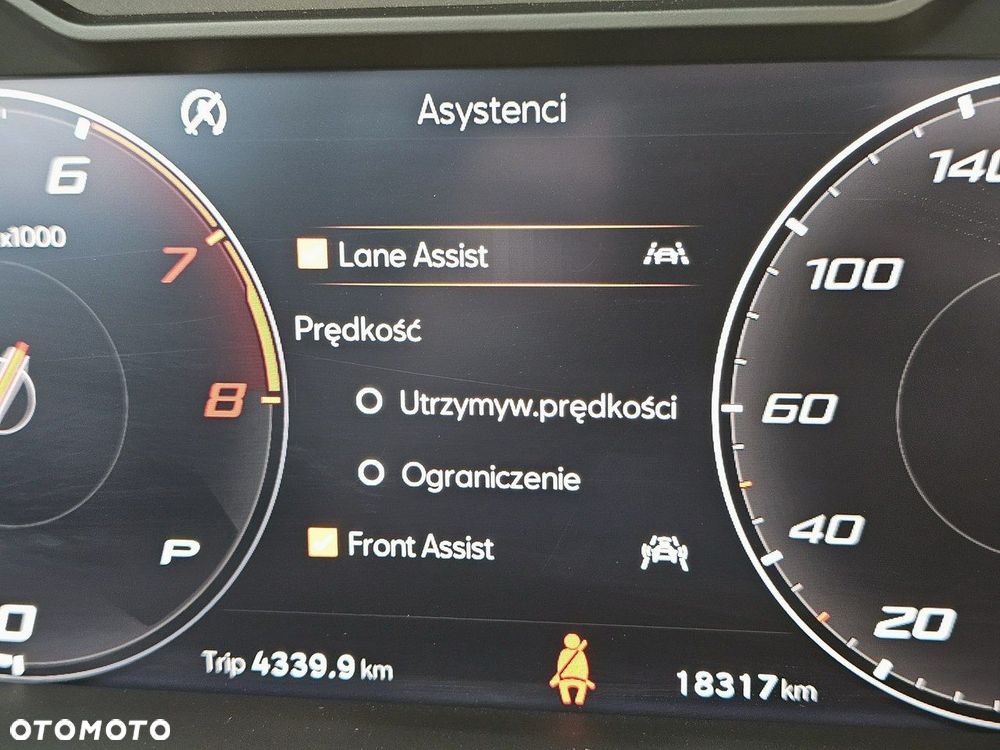 Asystenci
6
x1000
7
8
P
0
Lane Assist
Prędkość
Utrzymyw.prędkości
Ograniczenie
Front Assist
140
100
60
40
20
Trip 4339.9 km
18317 km
OTOMOTO